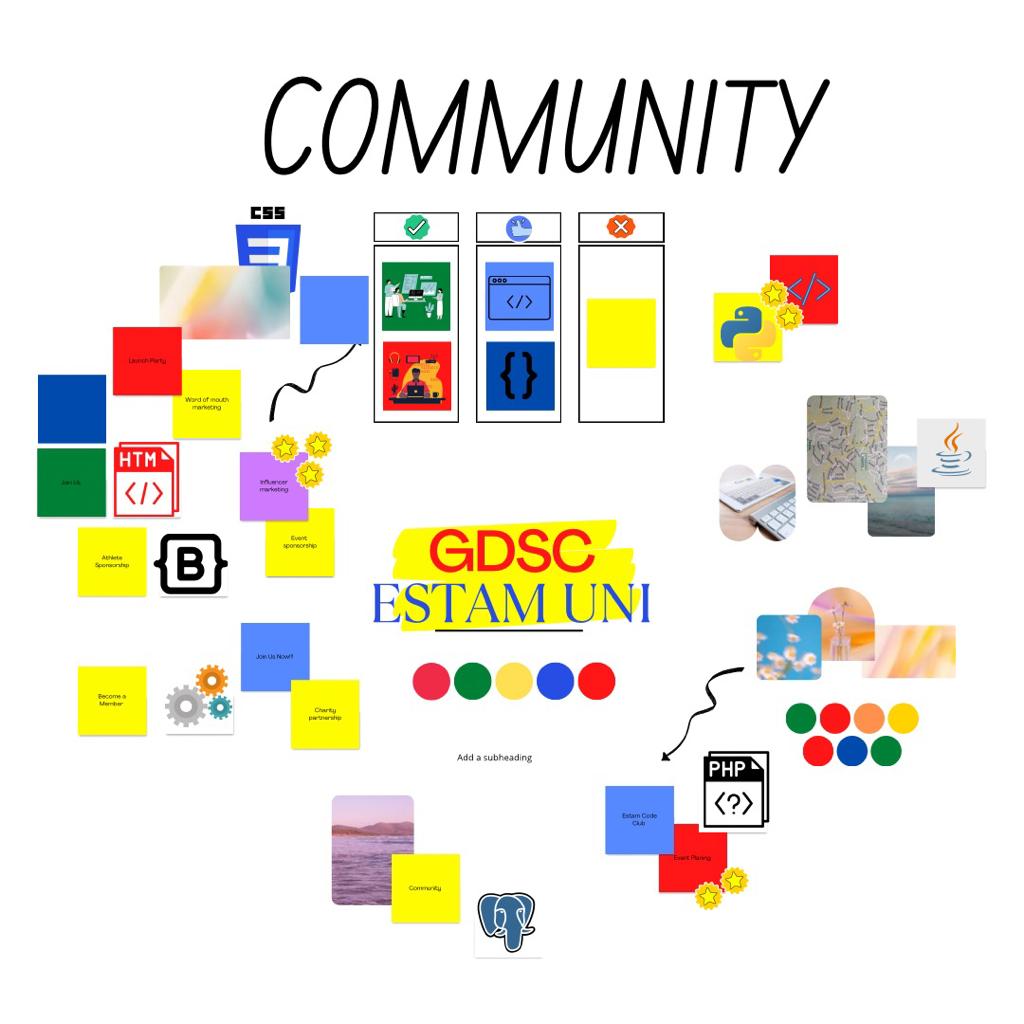 COMMUNITY
CSS
Launch Party
Word of mouth
marketing
Join Us
HTM
</>
Influencer
marketing
Event
sponsorship
Athlete
Sponsorship
B
</>
{}
</>
GDSC
ESTAM UNI
Join Us Now!!!
Become a
Member
Charity
partnership
Add a subheading
PHP
<?>
Estam Code
Club
Event Planing
Community